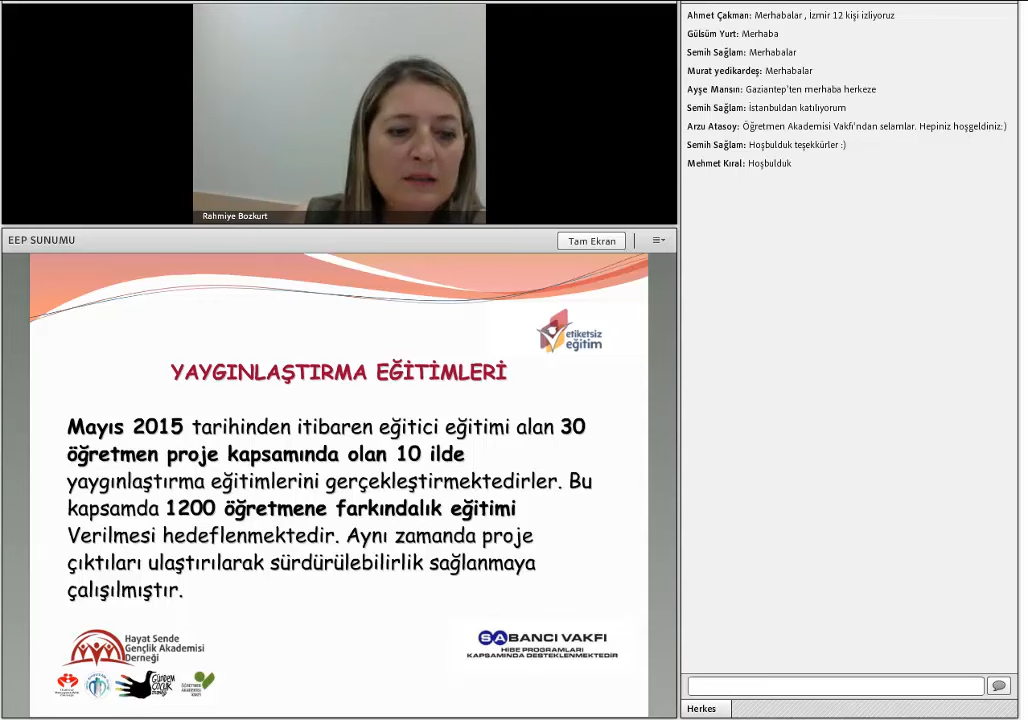 Rahmiye Bozkurt
EEP SUNUMU
Tam Ekran
etiketsiz
eğitim
YAYGINLAŞTIRMA EĞİTİMLERİ
Mayıs 2015 tarihinden itibaren eğitici eğitimi alan 30
öğretmen proje kapsamında olan 10 ilde
yaygınlaştırma eğitimlerini gerçekleştirmektedirler. Bu
kapsamda 1200 öğretmene farkındalık eğitimi
Verilmesi hedeflenmektedir. Aynı zamanda proje
çıktıları ulaştırılarak sürdürülebilirlik sağlanmaya
çalışılmıştır.
Hayat Sende
Gençlik Akademisi
Derneği
Gündem
Çocuk
SABANCI VAKFI
HİBE PROGRAMLARI
KAPSAMINDA DESTEKLENMEKTEDİR
Ahmet Çakman: Merhabalar , İzmir 12 kişi izliyoruz
Gülsüm Yurt: Merhaba
Semih Sağlam: Merhabalar
Murat yedikardeş: Merhabalar
Ayşe Mansın: Gaziantep'ten merhaba herkeze
Semih Sağlam: İstanbuldan katılıyorum
Arzu Atasoy: Öğretmen Akademisi Vakfı'ndan selamlar. Hepiniz hoşgeldiniz:)
Semih Sağlam: Hoşbulduk teşekkürler :)
Mehmet Kıral: Hoşbulduk
Herkes